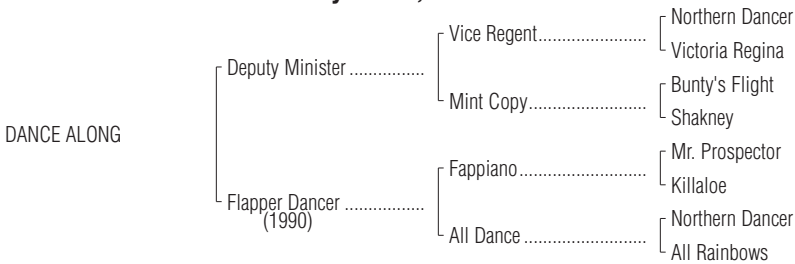 Northern Dancer
Vice Regent
Victoria Regina
Deputy Minister
Bunty's Flight
Mint Copy
Shakney
DANCE ALONG
Mr. Prospector
Fappiano
Killaloe
Flapper Dancer
(1990)
Northern Dancer
All Dance
All Rainbows